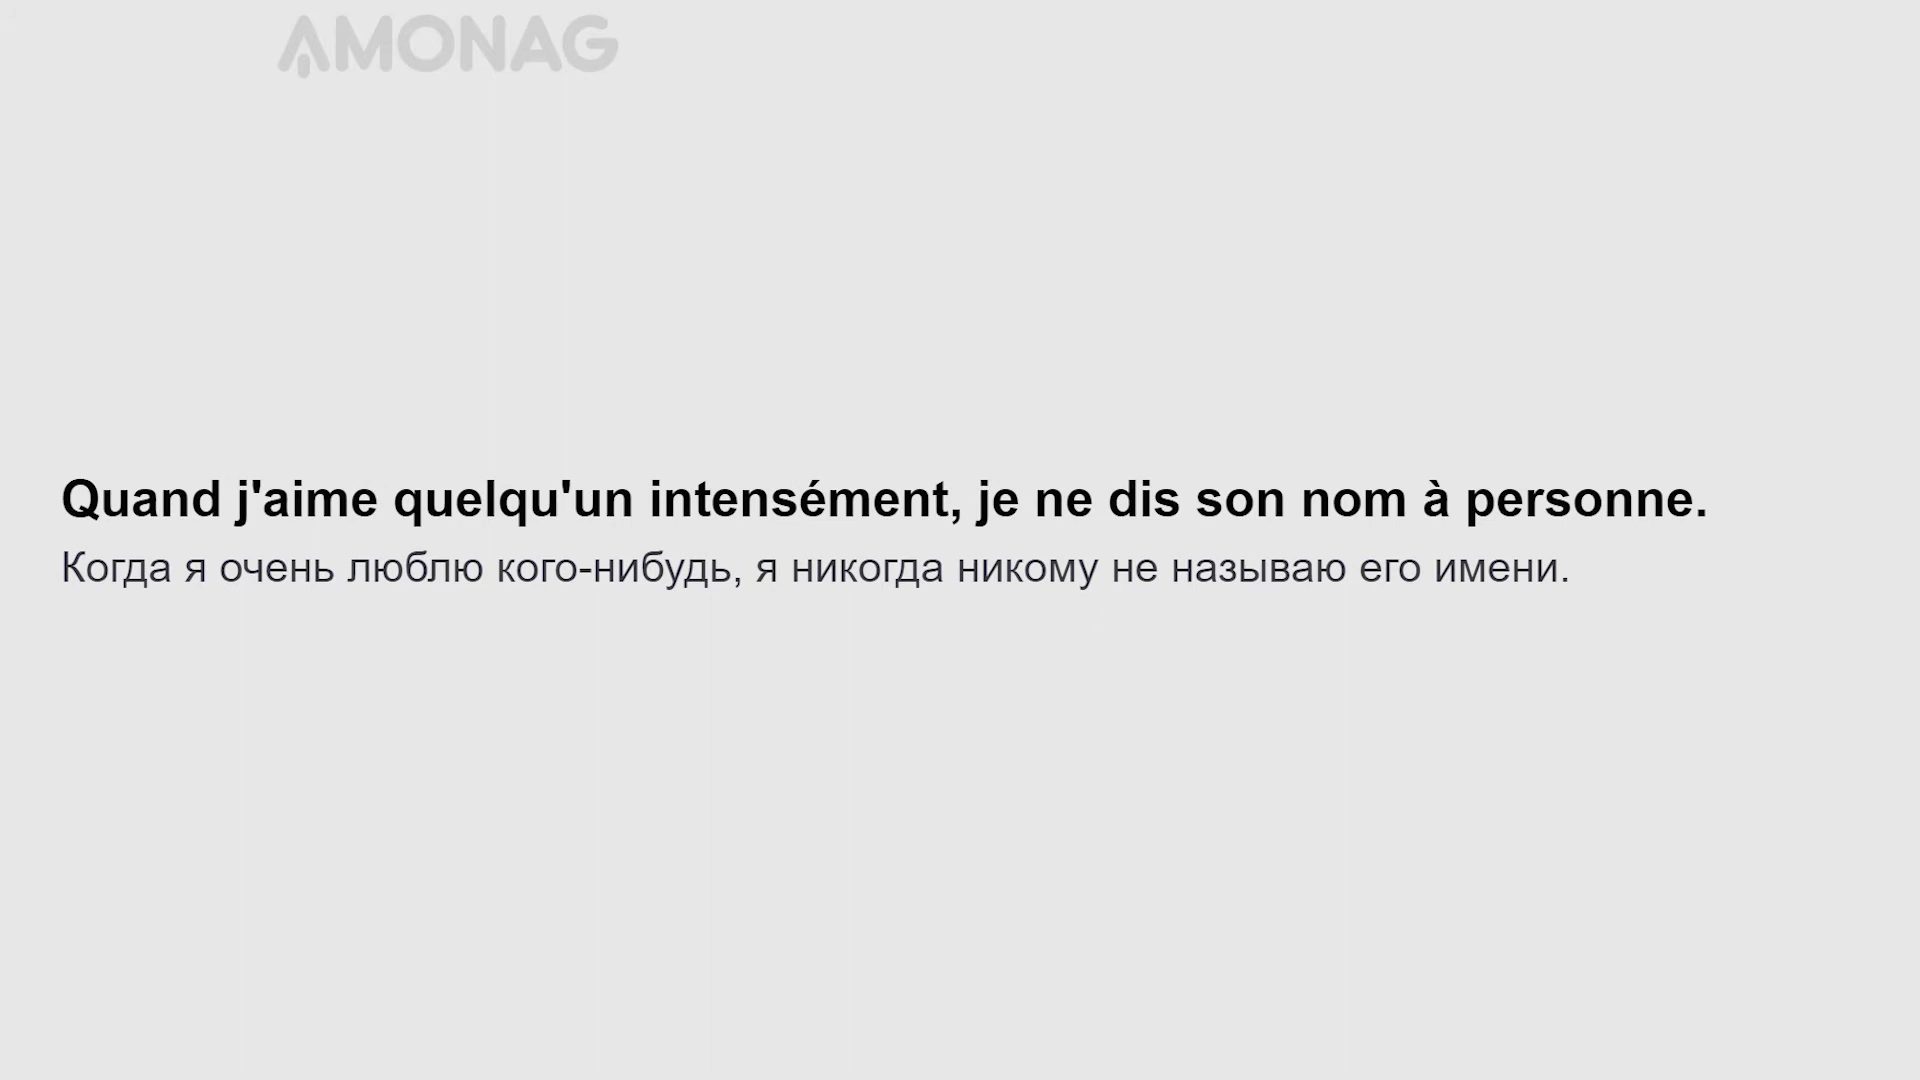 AMONAG
Quand j'aime quelqu'un intensément, je ne dis son nom à personne.
Когда я очень люблю кого-нибудь, я никогда никому не называю его имени.